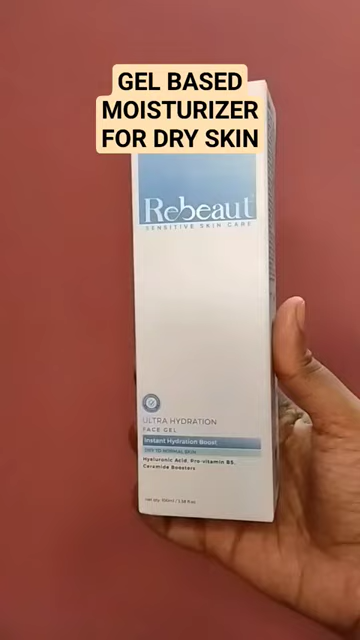 GEL BASED
MOISTURIZER
FOR DRY SKIN
Rebeaut
SENSITIVE SKIN CARE
ULTRA HYDRATION
FACE GEL
Instant Hydration Boost
DRY TO NORMAL SKIN
Hyaluronic Acid, Pro-vitamin B5,
Ceramide Boosters